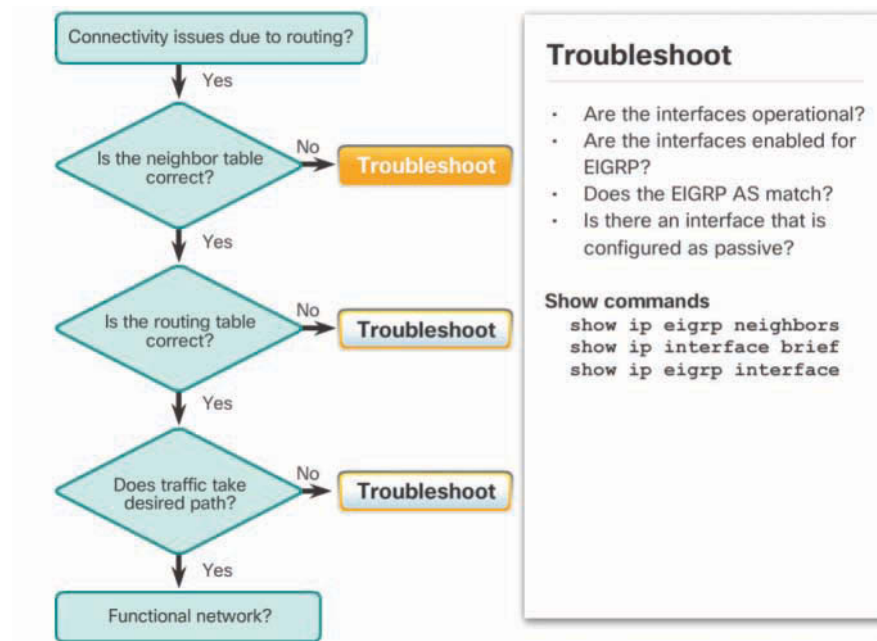 Connectivity issues due to routing?
Yes
Is the neighbor table
correct?
No
Troubleshoot
Yes
Is the routing table
correct?
No
Troubleshoot
Yes
Does traffic take
desired path?
No
Troubleshoot
Yes
Functional network?
Troubleshoot
· Are the interfaces operational?
· Are the interfaces enabled for
EIGRP?
· Does the EIGRP AS match?
· Is there an interface that is
configured as passive?
Show commands
show ip eigrp neighbors
show ip interface brief
show ip eigrp interface